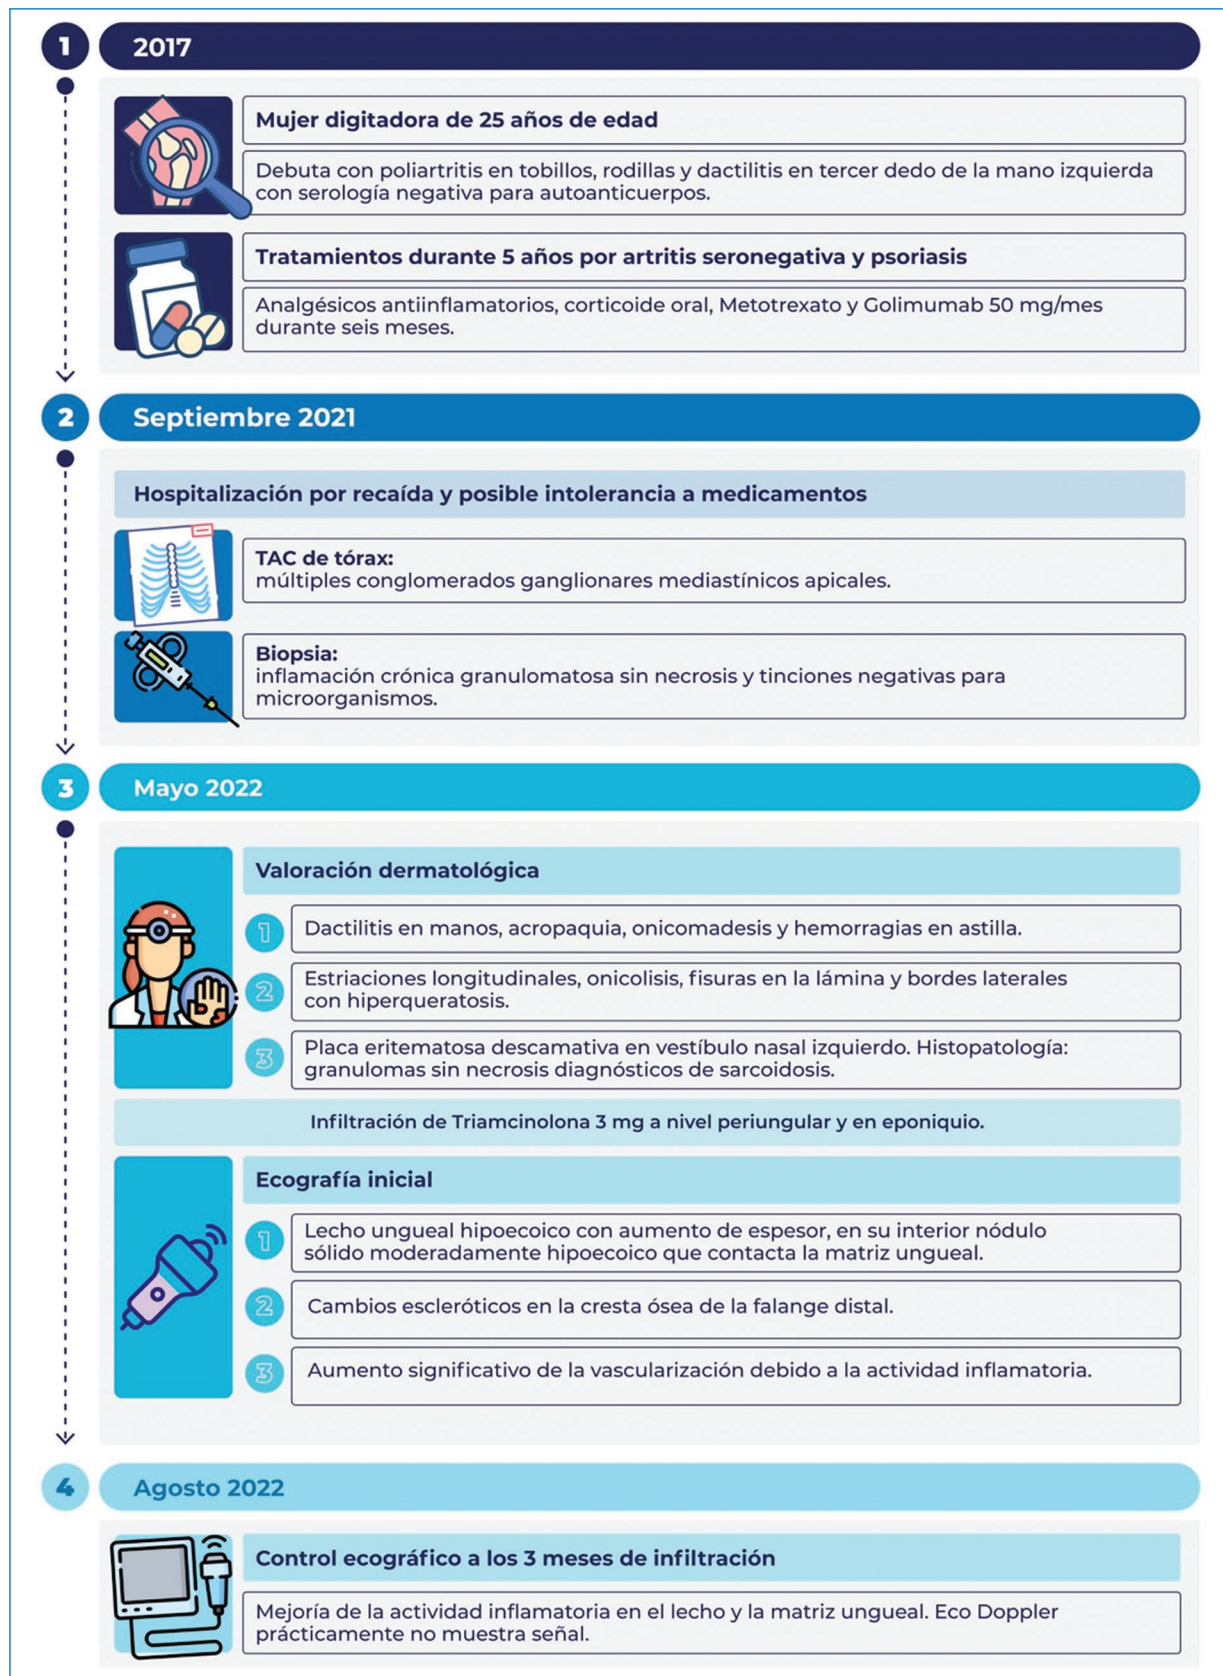 1
2017
Mujer digitadora de 25 años de edad
Debuta con poliartritis en tobillos, rodillas y dactilitis en tercer dedo de la mano izquierda
con serología negativa para autoanticuerpos.
Tratamientos durante 5 años por artritis seronegativa y psoriasis
Analgésicos antiinflamatorios, corticoide oral, Metotrexato y Golimumab 50 mg/mes
durante seis meses.
2
Septiembre 2021
Hospitalización por recaída y posible intolerancia a medicamentos
TAC de tórax:
múltiples conglomerados ganglionares mediastínicos apicales.
Biopsia:
inflamación crónica granulomatosa sin necrosis y tinciones negativas para
microorganismos.
3
Mayo 2022
Valoración dermatológica
1
Dactilitis en manos, acropaquia, onicomadesis y hemorragias en astilla.
2
Estriaciones longitudinales, onicolisis, fisuras en la lámina y bordes laterales
con hiperqueratosis.
3
Placa eritematosa descamativa en vestíbulo nasal izquierdo. Histopatología:
granulomas sin necrosis diagnósticos de sarcoidosis.
Infiltración de Triamcinolona 3 mg a nivel periungular y en eponiquio.
Ecografía inicial
1
Lecho ungueal hipoecoico con aumento de espesor, en su interior nódulo
sólido moderadamente hipoecoico que contacta la matriz ungueal.
2
Cambios escleróticos en la cresta ósea de la falange distal.
3
Aumento significativo de la vascularización debido a la actividad inflamatoria.
4
Agosto 2022
Control ecográfico a los 3 meses de infiltración
Mejoría de la actividad inflamatoria en el lecho y la matriz ungueal. Eco Doppler
prácticamente no muestra señal.